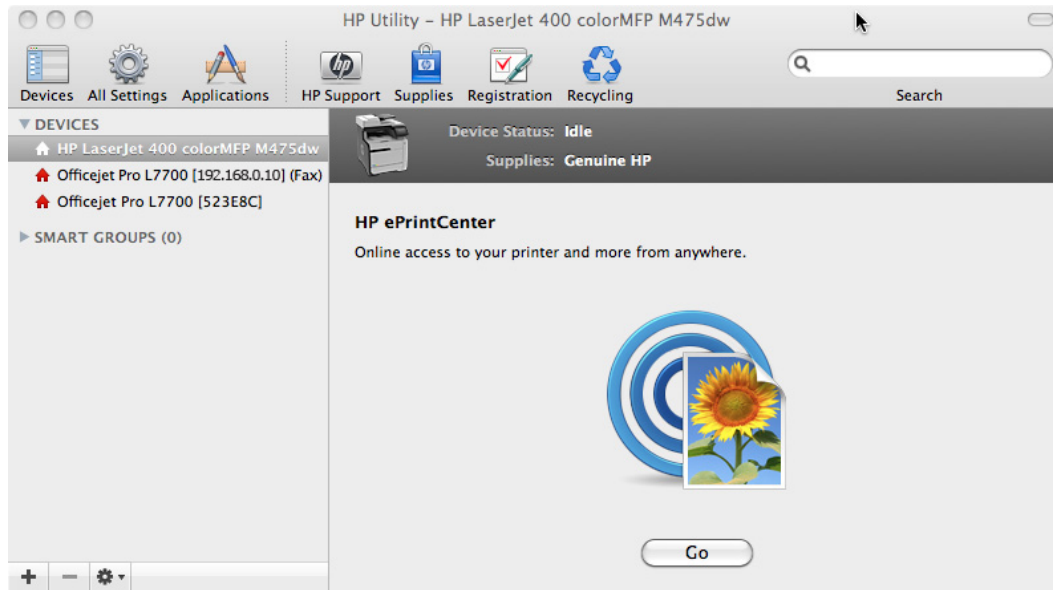 HP Utility – HP LaserJet 400 colorMFP M475dw
Devices All Settings Applications HP Support Supplies Registration Recycling Search
DEVICES
HP LaserJet 400 colorMFP M475dw
Officejet Pro L7700 [192.168.0.10] (Fax)
Officejet Pro L7700 [523E8C]
SMART GROUPS (0)
Device Status: Idle
Supplies: Genuine HP
HP ePrintCenter
Online access to your printer and more from anywhere.
Go